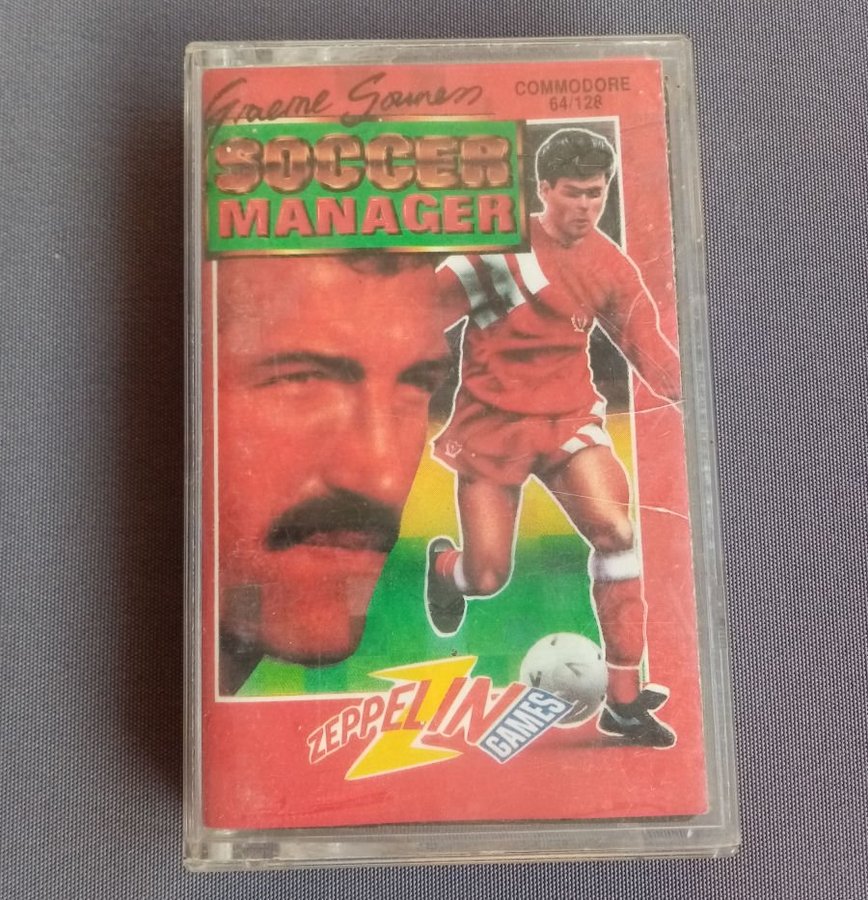 Graeme Souness
COMMODORE
64/128
SOCCER
MANAGER
ZEPPELIN
GAMES